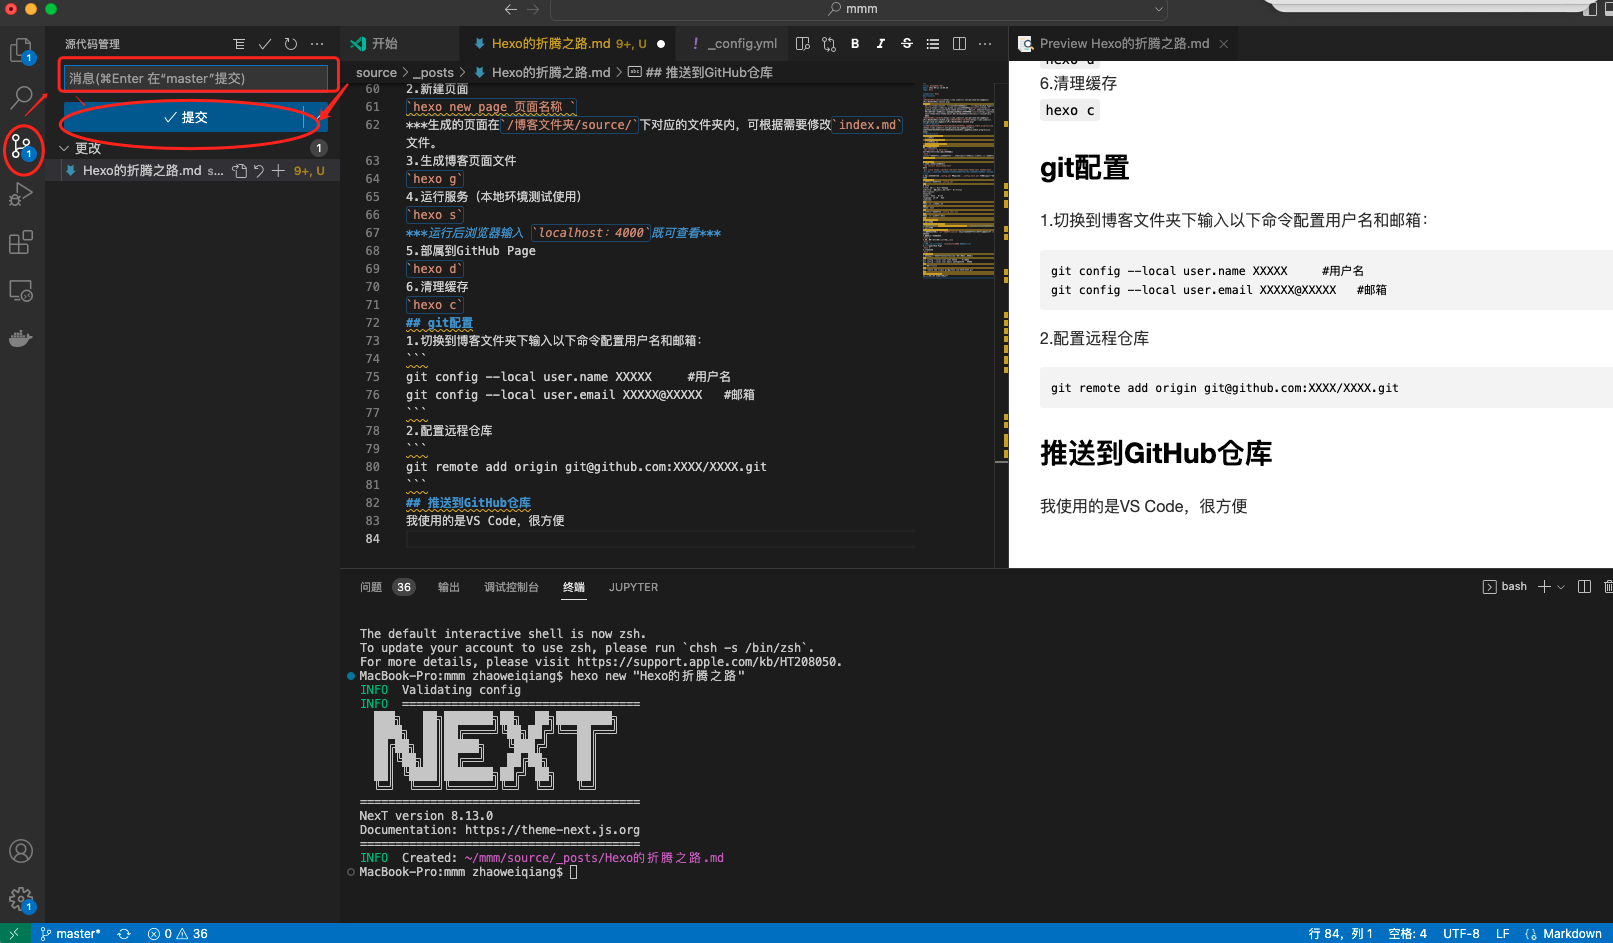 mmm
源代码管理
消息(⌘Enter 在"master"提交)
提交
更改
1
Hexo的折腾之路.md s... 9+, U
开始
Hexo的折腾之路.md 9+, U
_config.yml
Preview Hexo的折腾之路.md
source > _posts > Hexo的折腾之路.md > ## 推送到GitHub仓库
60 2.新建页面
61 `hexo new page 页面名称 `
62 ***生成的页面在`/博客文件夹/source/`下对应的文件夹内，可根据需要修改`index.md`
文件。
63 3.生成博客页面文件
64 `hexo g`
65 4.运行服务（本地环境测试使用）
66 `hexo s`
67 ***运行后浏览器输入 `localhost：4000`既可查看***
68 5.部属到GitHub Page
69 `hexo d`
70 6.清理缓存
71 `hexo c`
72 ## git配置
73 1.切换到博客文件夹下输入以下命令配置用户名和邮箱：
74 ```
75 git config --local user.name XXXXX     #用户名
76 git config --local user.email XXXXX@XXXXX   #邮箱
77 ```
78 2.配置远程仓库
79 ```
80 git remote add origin git@github.com:XXXX/XXXX.git
81 ```
82 ## 推送到GitHub仓库
83 我使用的是VS Code，很方便
84
6.清理缓存
hexo c
git配置
1.切换到博客文件夹下输入以下命令配置用户名和邮箱：
git config --local user.name XXXXX     #用户名
git config --local user.email XXXXX@XXXXX   #邮箱
2.配置远程仓库
git remote add origin git@github.com:XXXX/XXXX.git
推送到GitHub仓库
我使用的是VS Code，很方便
问题 36 输出 调试控制台 终端 JUPYTER
bash
The default interactive shell is now zsh.
To update your account to use zsh, please run `chsh -s /bin/zsh`.
For more details, please visit https://support.apple.com/kb/HT208050.
MacBook-Pro:mmm zhaoweiqiang$ hexo new "Hexo的折腾之路"
INFO  Validating config
INFO  ==================================
NEXT
========================================
NexT version 8.13.0
Documentation: https://theme-next.js.org
========================================
INFO  Created: ~/mmm/source/_posts/Hexo的折腾之路.md
MacBook-Pro:mmm zhaoweiqiang$
1
1
1
master*
0 36
行 84，列 1
空格: 4
UTF-8
LF
Markdown